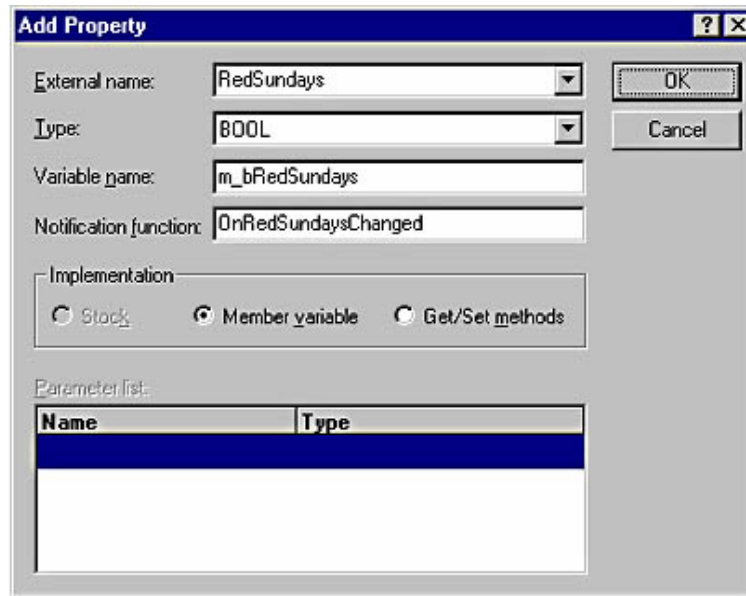 Add Property
External name: RedSundays
OK
Type: BOOL
Cancel
Variable name: m_bRedSundays
Notification function: OnRedSundaysChanged
Implementation
Stock Member variable Get/Set methods
Parameter list:
Name Type